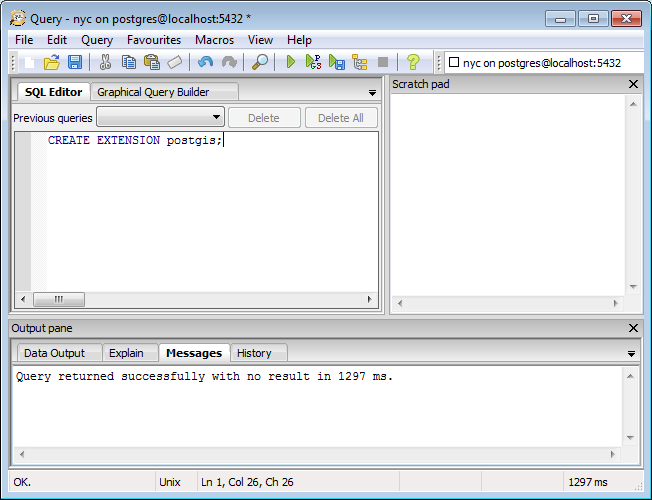 Query - nyc on postgres@localhost:5432 *
File Edit Query Favourites Macros View Help
nyc on postgres@localhost:5432
SQL Editor Graphical Query Builder
Scratch pad
Previous queries Delete Delete All
CREATE EXTENSION postgis;
Output pane
Data Output Explain Messages History
Query returned successfully with no result in 1297 ms.
OK. Unix Ln 1, Col 26, Ch 26 1297 ms